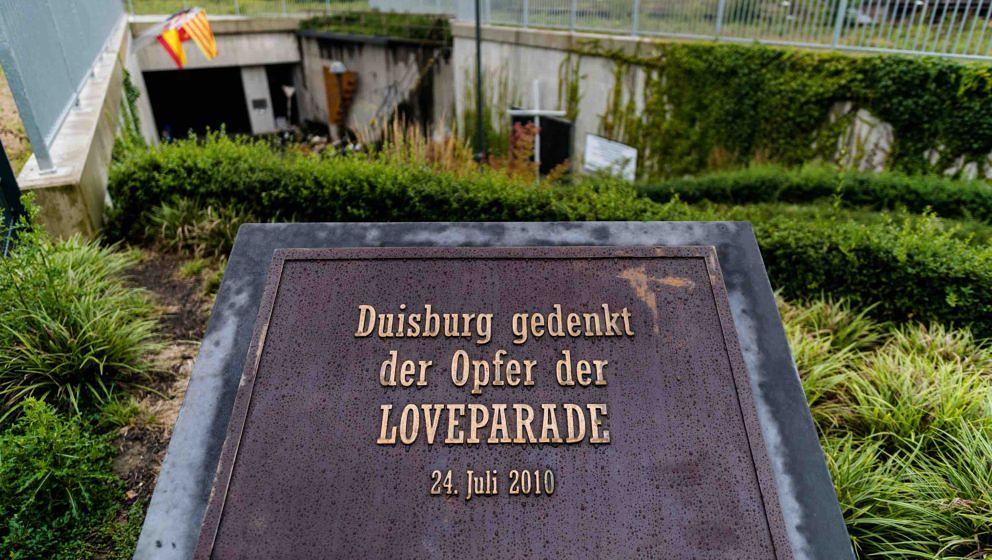 Duisburg gedenkt
der Opfer der
LOVEPARADE
24. Juli 2010